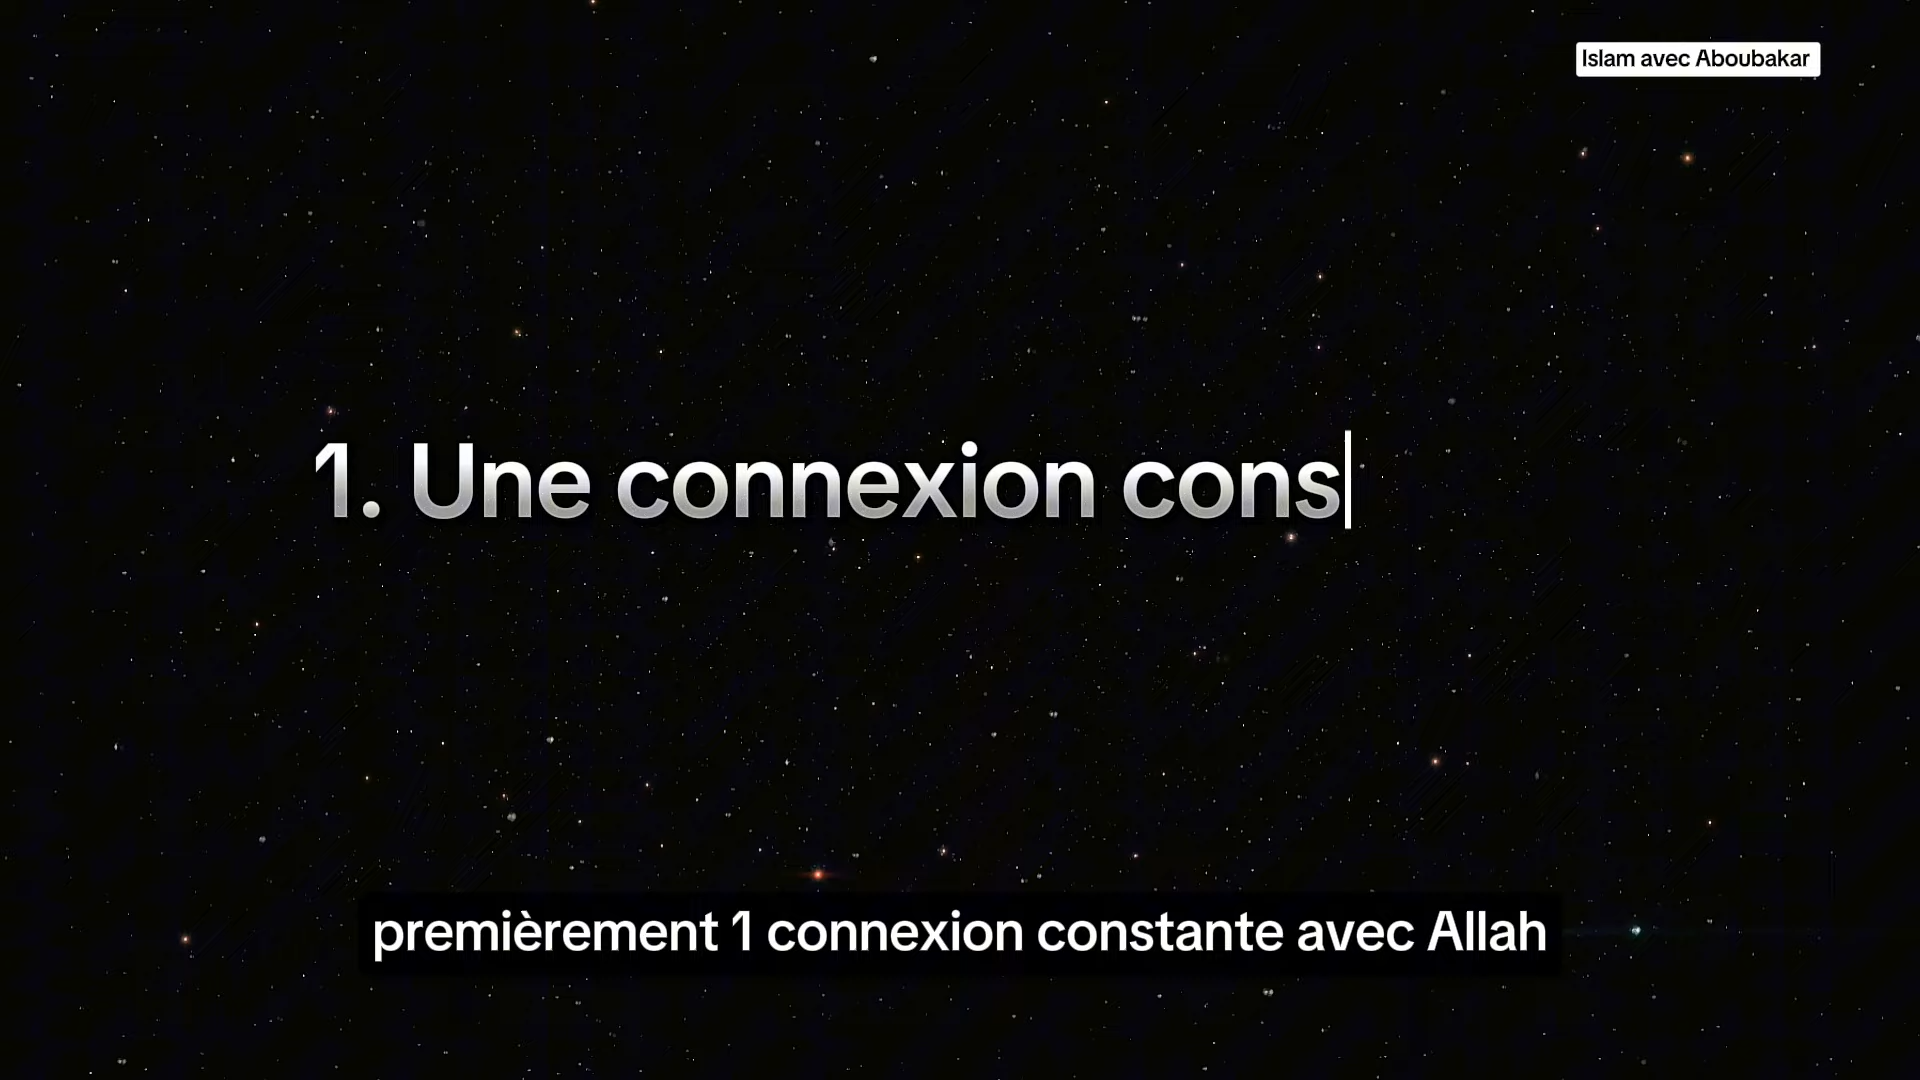 Islam avec Aboubakar
1. Une connexion cons
premièrement 1 connexion constante avec Allah